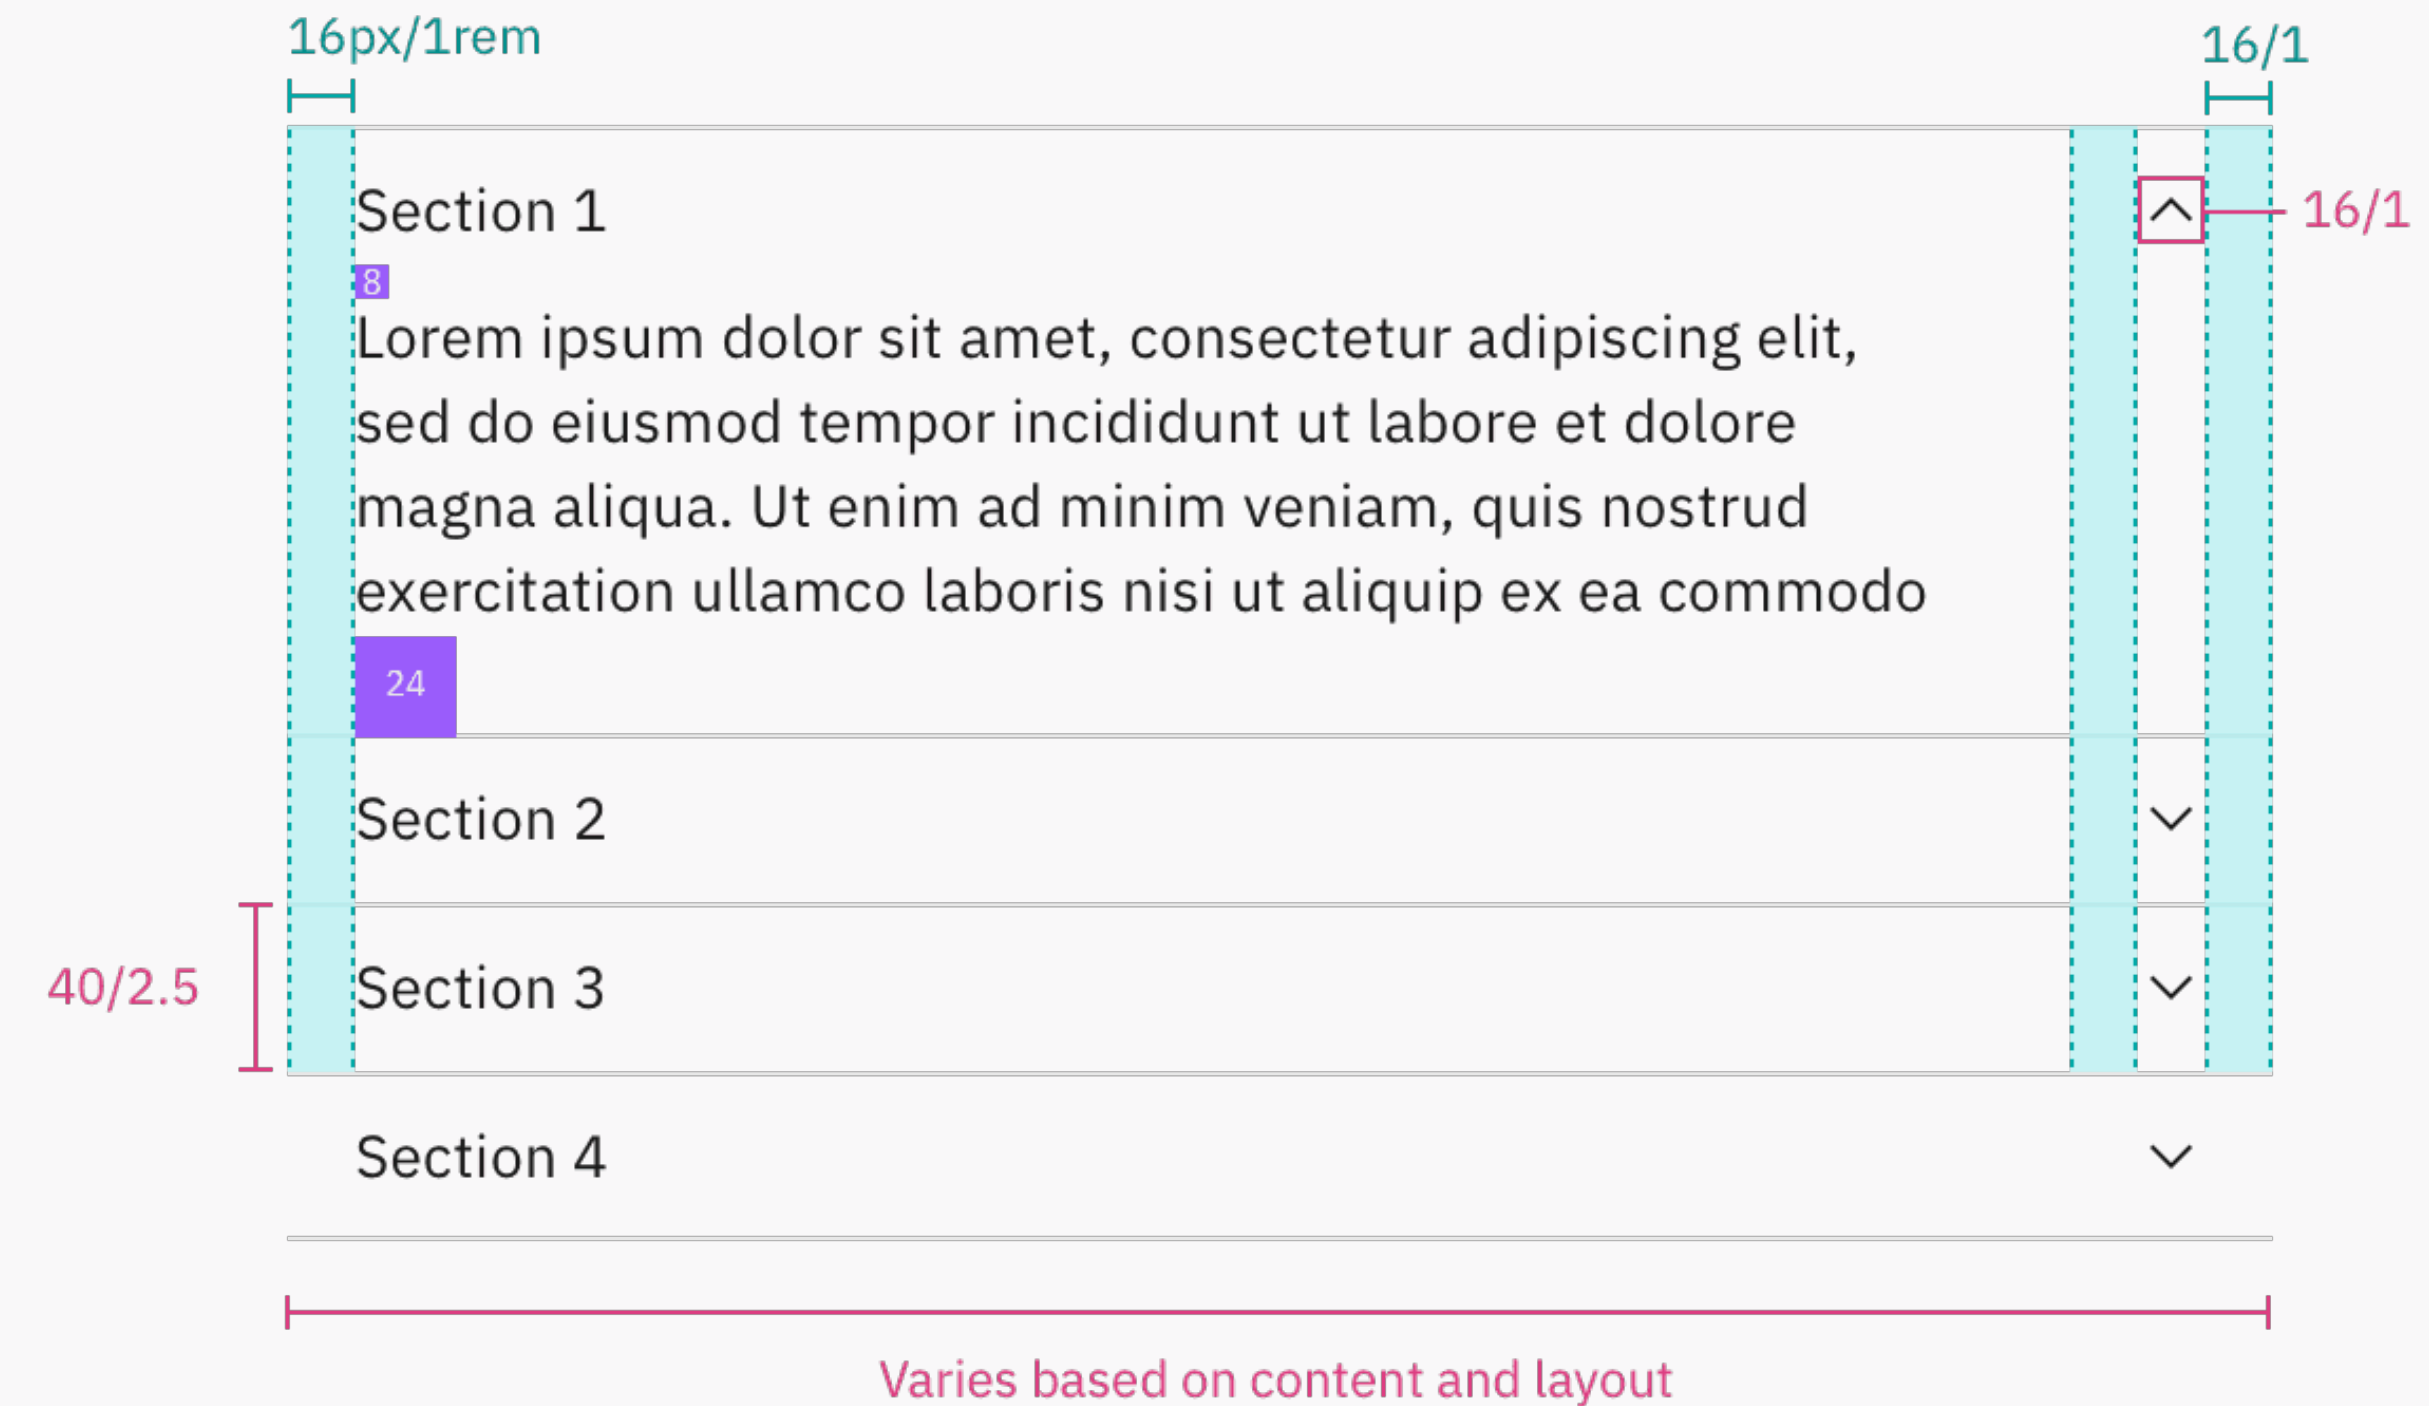 16px/1rem
16/1
Section 1
16/1
8
Lorem ipsum dolor sit amet, consectetur adipiscing elit,
sed do eiusmod tempor incididunt ut labore et dolore
magna aliqua. Ut enim ad minim veniam, quis nostrud
exercitation ullamco laboris nisi ut aliquip ex ea commodo
24
Section 2
40/2.5
Section 3
Section 4
Varies based on content and layout